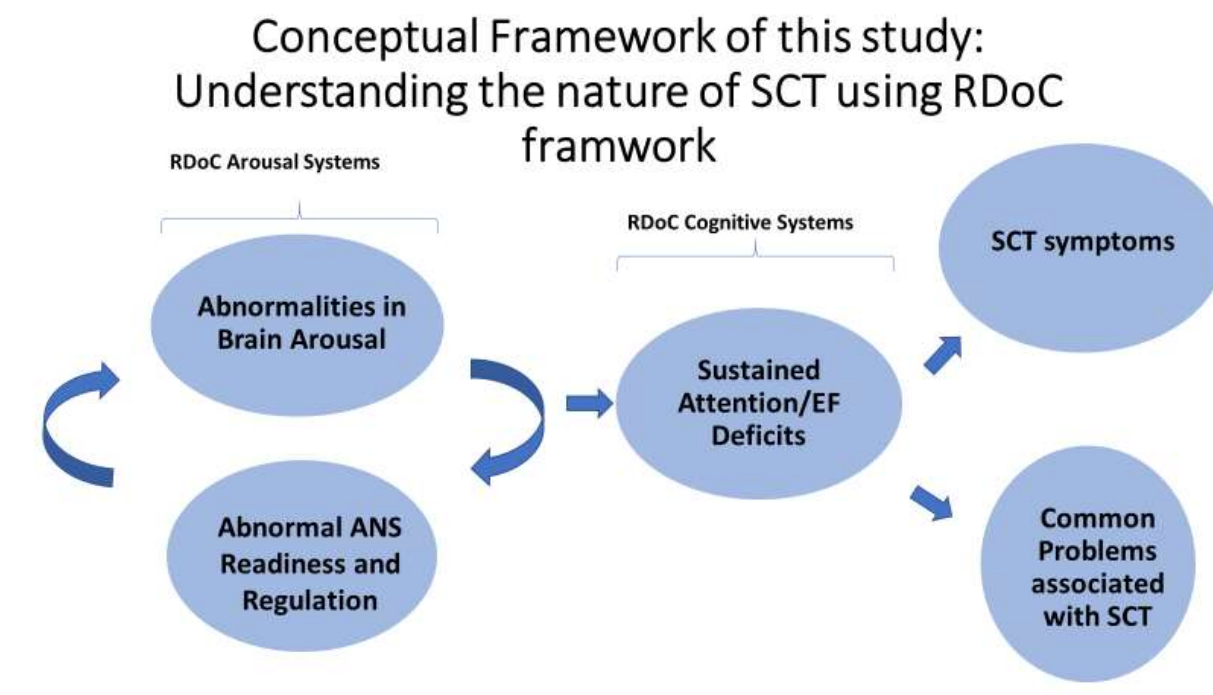 Conceptual Framework of this study:
Understanding the nature of SCT using RDoC
framwork
RDoC Arousal Systems
RDoC Cognitive Systems
SCT symptoms
Abnormalities in
Brain Arousal
Sustained
Attention/EF
Deficits
Abnormal ANS
Readiness and
Regulation
Common
Problems
associated
with SCT